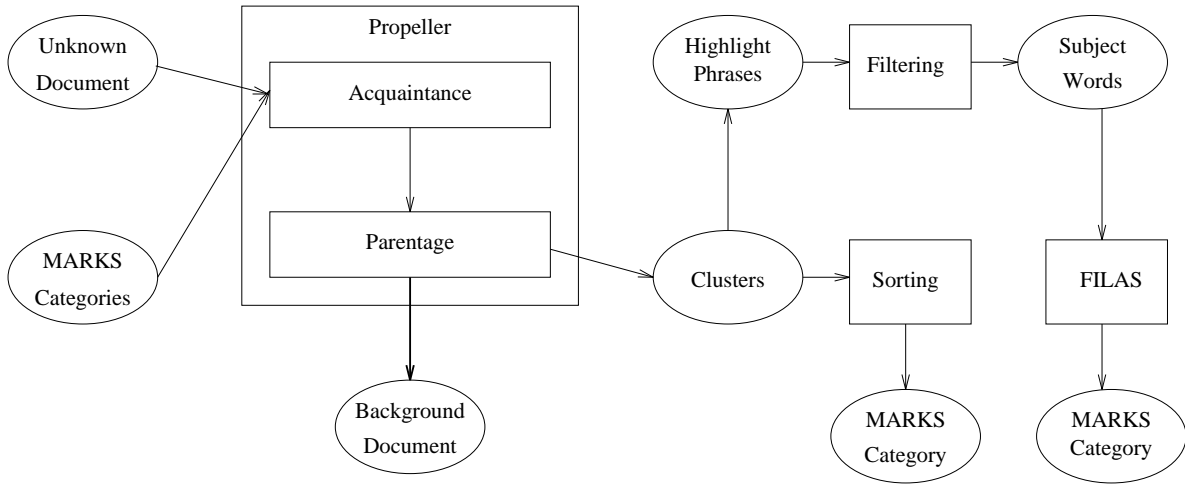 Unknown
Document
MARKS
Categories
Propeller
Acquaintance
Parentage
Background
Document
Highlight
Phrases
Filtering
Subject
Words
Clusters
Sorting
FILAS
MARKS
Category
MARKS
Category